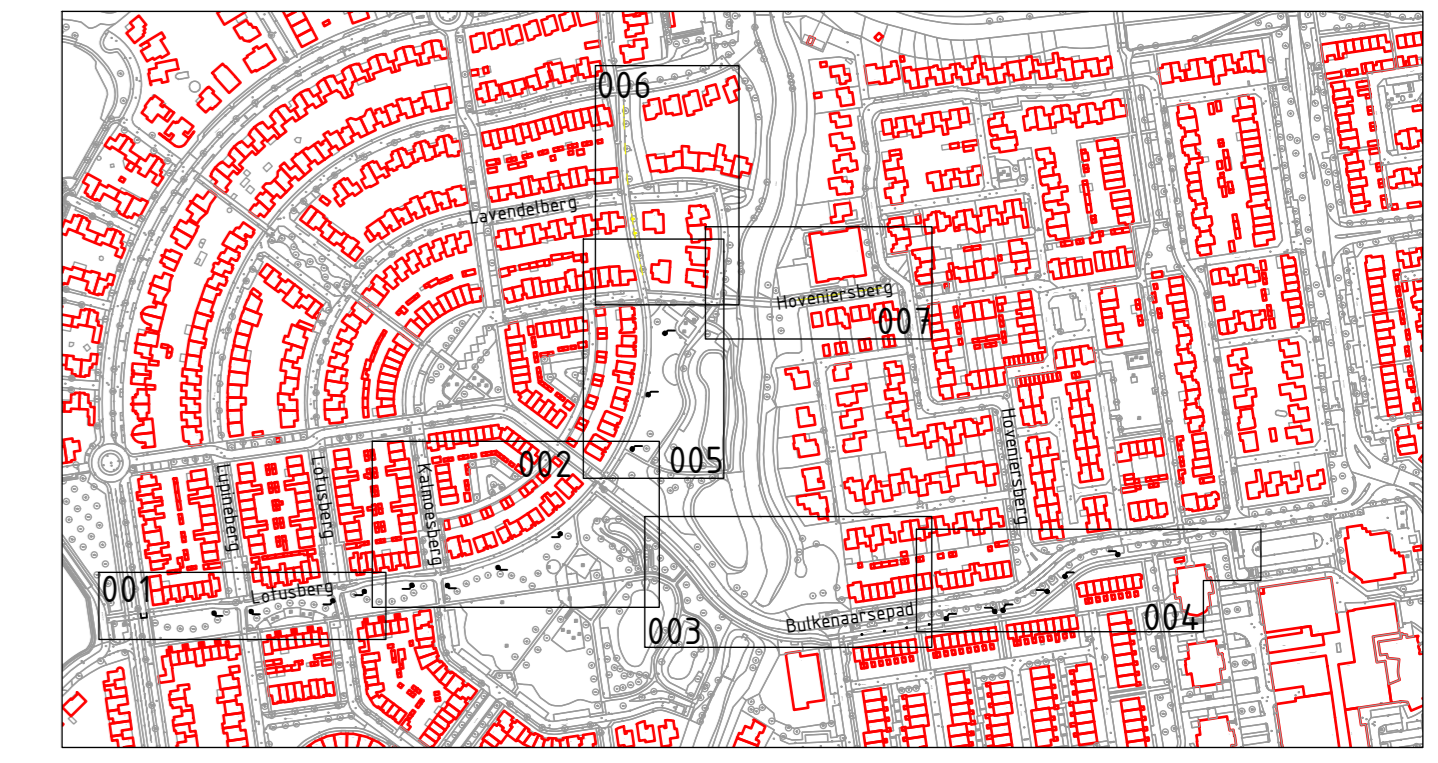 006
Lavendelberg
Hoveniersberg
007
002
005
Lupineberg
Lotusberg
Kalmoesberg
Hoveniersberg
001
Lotusberg
003
Bulkenaarsepad
004